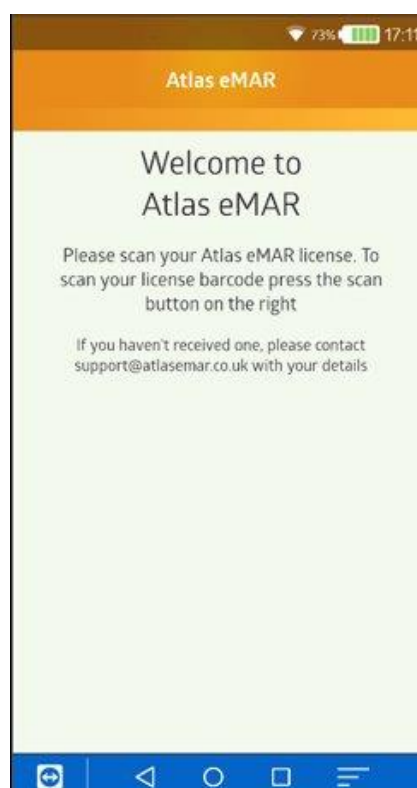 73% 17:11
Atlas eMAR
Welcome to
Atlas eMAR
Please scan your Atlas eMAR license. To
scan your license barcode press the scan
button on the right
If you haven't received one, please contact
support@atlasemar.co.uk with your details